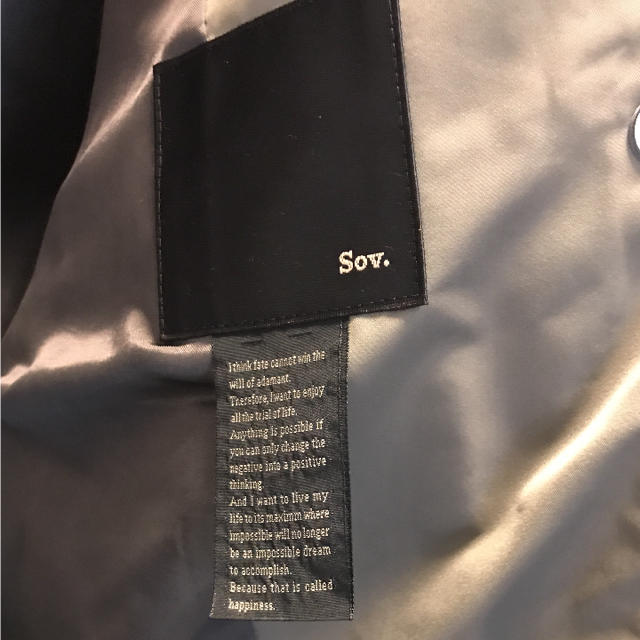 Sov.
I think fate cannot win the
will of adamant.
Therefore, I want to enjoy
all the trial of life.
Anything is possible if
you can only change the
negative into a positive
thinking.
And I want to live my
life to its maximum where
impossible will no longer
be an impossible dream
to accomplish.
Because that is called
happiness.